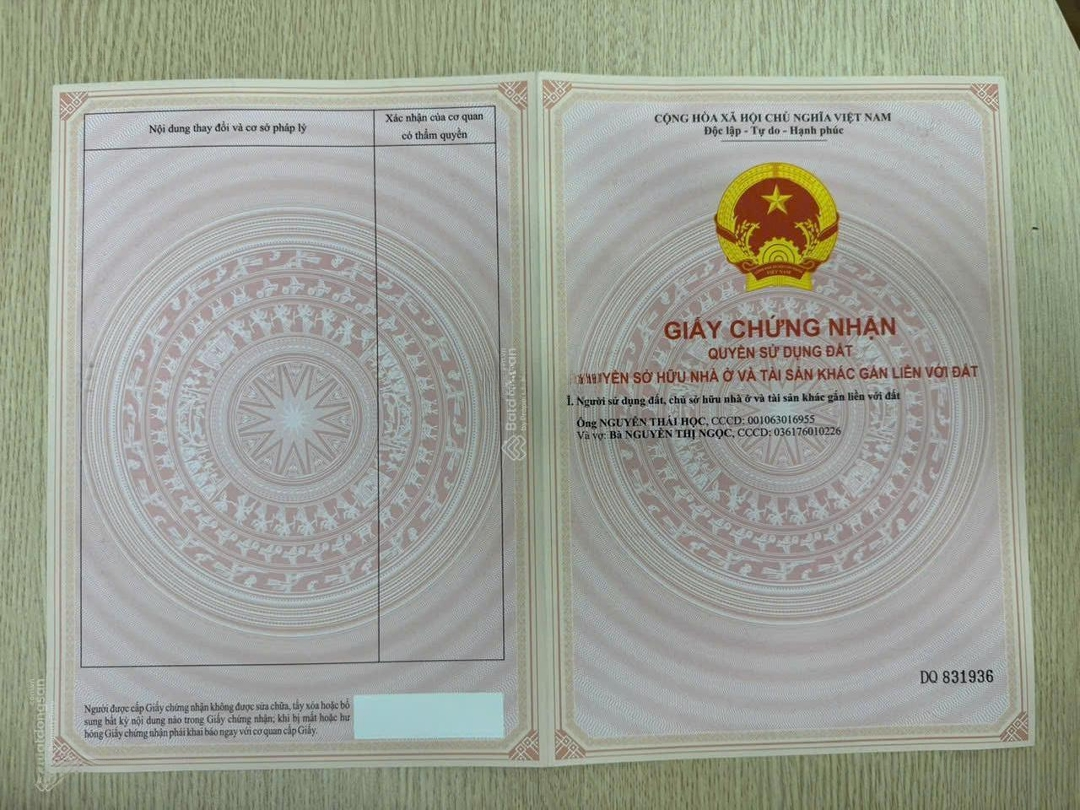 Nội dung thay đổi và cơ sở pháp lý
Xác nhận của cơ quan
có thẩm quyền
Người được cấp Giấy chứng nhận không được sửa chữa, tẩy xóa hoặc bổ
sung bất kỳ nội dung nào trong Giấy chứng nhận; khi bị mất hoặc hư
hỏng Giấy chứng nhận phải khai báo ngay với cơ quan cấp Giấy.
Batdongsan
CỘNG HÒA XÃ HỘI CHỦ NGHĨA VIỆT NAM
Độc lập - Tự do - Hạnh phúc
VIỆT NAM
GIẤY CHỨNG NHẬN
QUYỀN SỬ DỤNG ĐẤT
YỀN SỞ HỮU NHÀ Ở VÀ TÀI SẢN KHÁC GẮN LIỀN VỚI ĐẤT
I. Người sử dụng đất, chủ sở hữu nhà ở và tài sản khác gắn liền với đất
Ông NGUYỄN THÁI HỌC, CCCD: 001063016955
Và vợ: Bà NGUYỄN THỊ NGỌC, CCCD: 036176010226
DO 831936
batdongsan